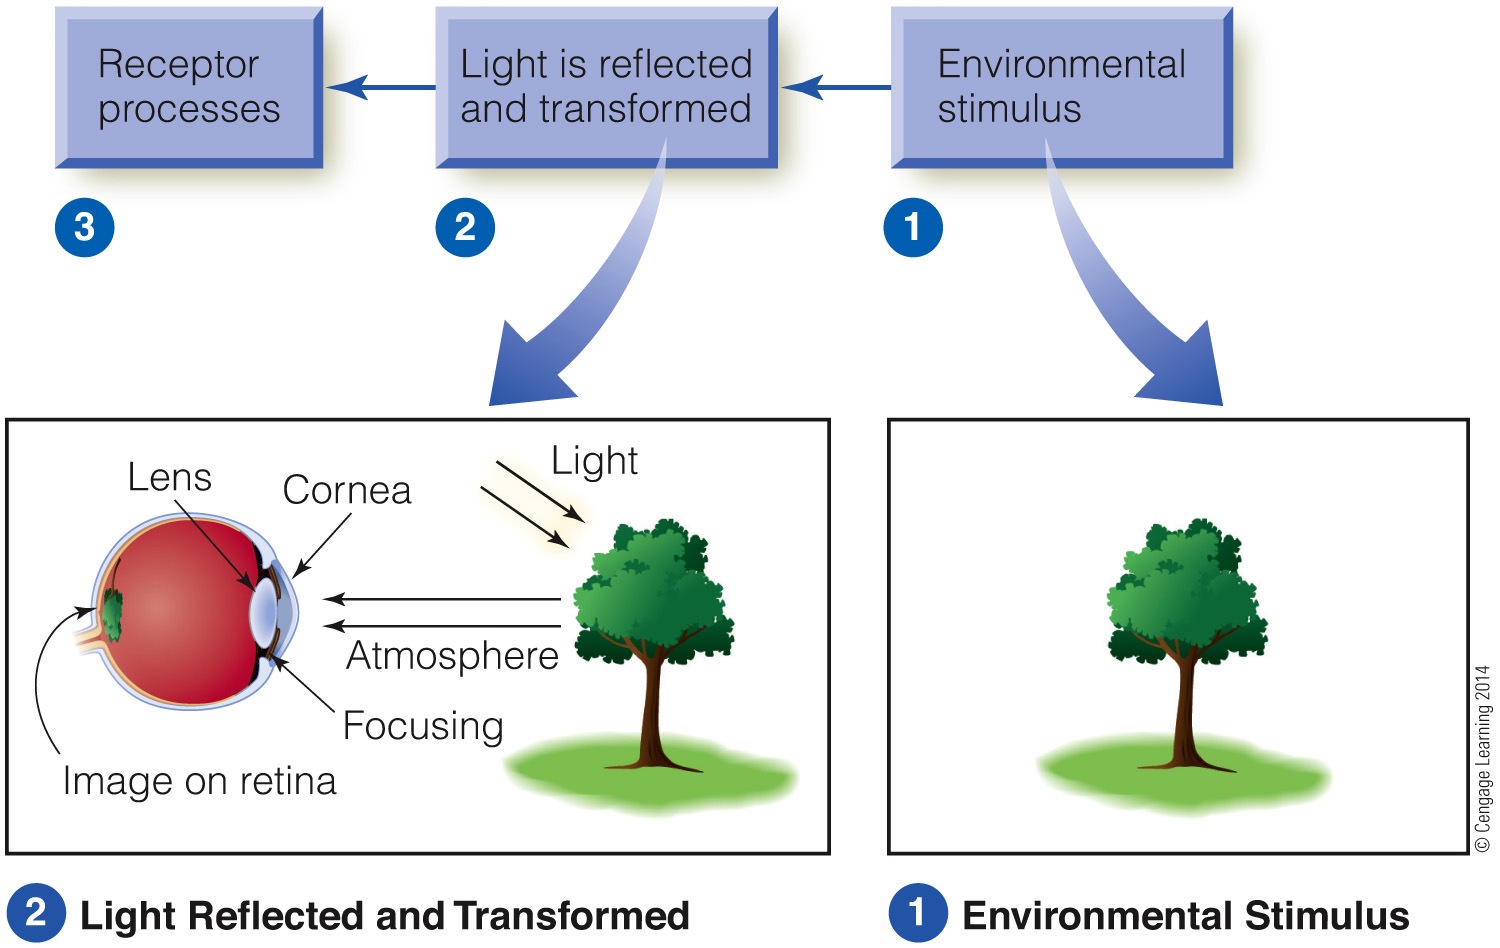 Receptor
processes
Light is reflected
and transformed
Environmental
stimulus
3
2
1
Light
Lens
Cornea
Atmosphere
Focusing
Image on retina
© Cengage Learning 2014
2 Light Reflected and Transformed
1 Environmental Stimulus